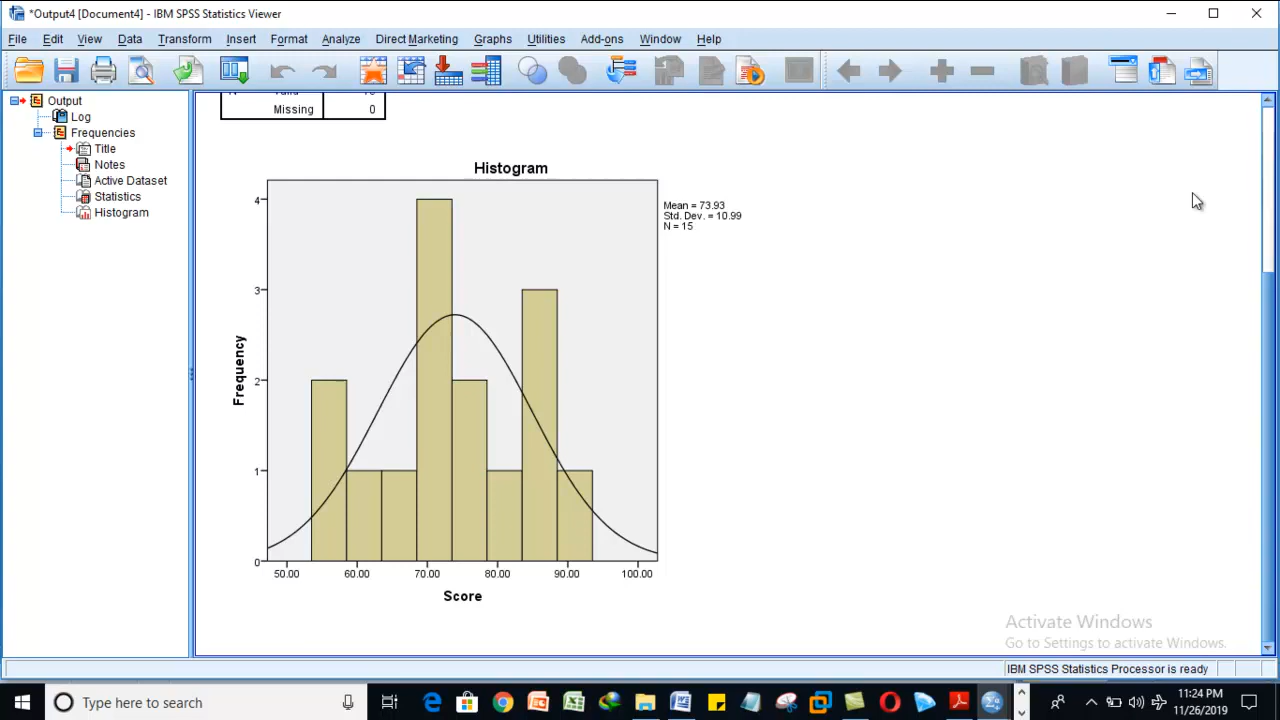 *Output4 [Document4] - IBM SPSS Statistics Viewer
File Edit View Data Transform Insert Format Analyze Direct Marketing Graphs Utilities Add-ons Window Help
Output
Log
Frequencies
Title
Notes
Active Dataset
Statistics
Histogram
Missing 0
Histogram
Mean = 73.93
Std. Dev. = 10.99
N = 15
4
3
2
1
0
Frequency
50.00 60.00 70.00 80.00 90.00 100.00
Score
Activate Windows
Go to Settings to activate Windows.
IBM SPSS Statistics Processor is ready
Type here to search
11:24 PM
11/26/2019